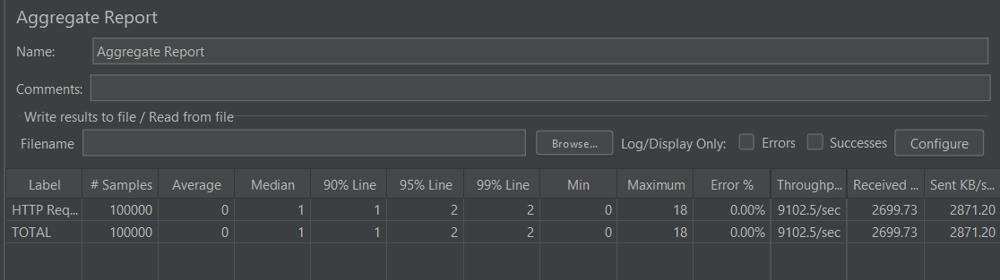 Aggregate Report
Name: Aggregate Report
Comments:
Write results to file / Read from file
Filename Browse... Log/Display Only: Errors Successes Configure
Label # Samples Average Median 90% Line 95% Line 99% Line Min Maximum Error % Throughp... Received ... Sent KB/s...
HTTP Req... 100000 0 1 1 2 2 0 18 0.00% 9102.5/sec 2699.73 2871.20
TOTAL 100000 0 1 1 2 2 0 18 0.00% 9102.5/sec 2699.73 2871.20